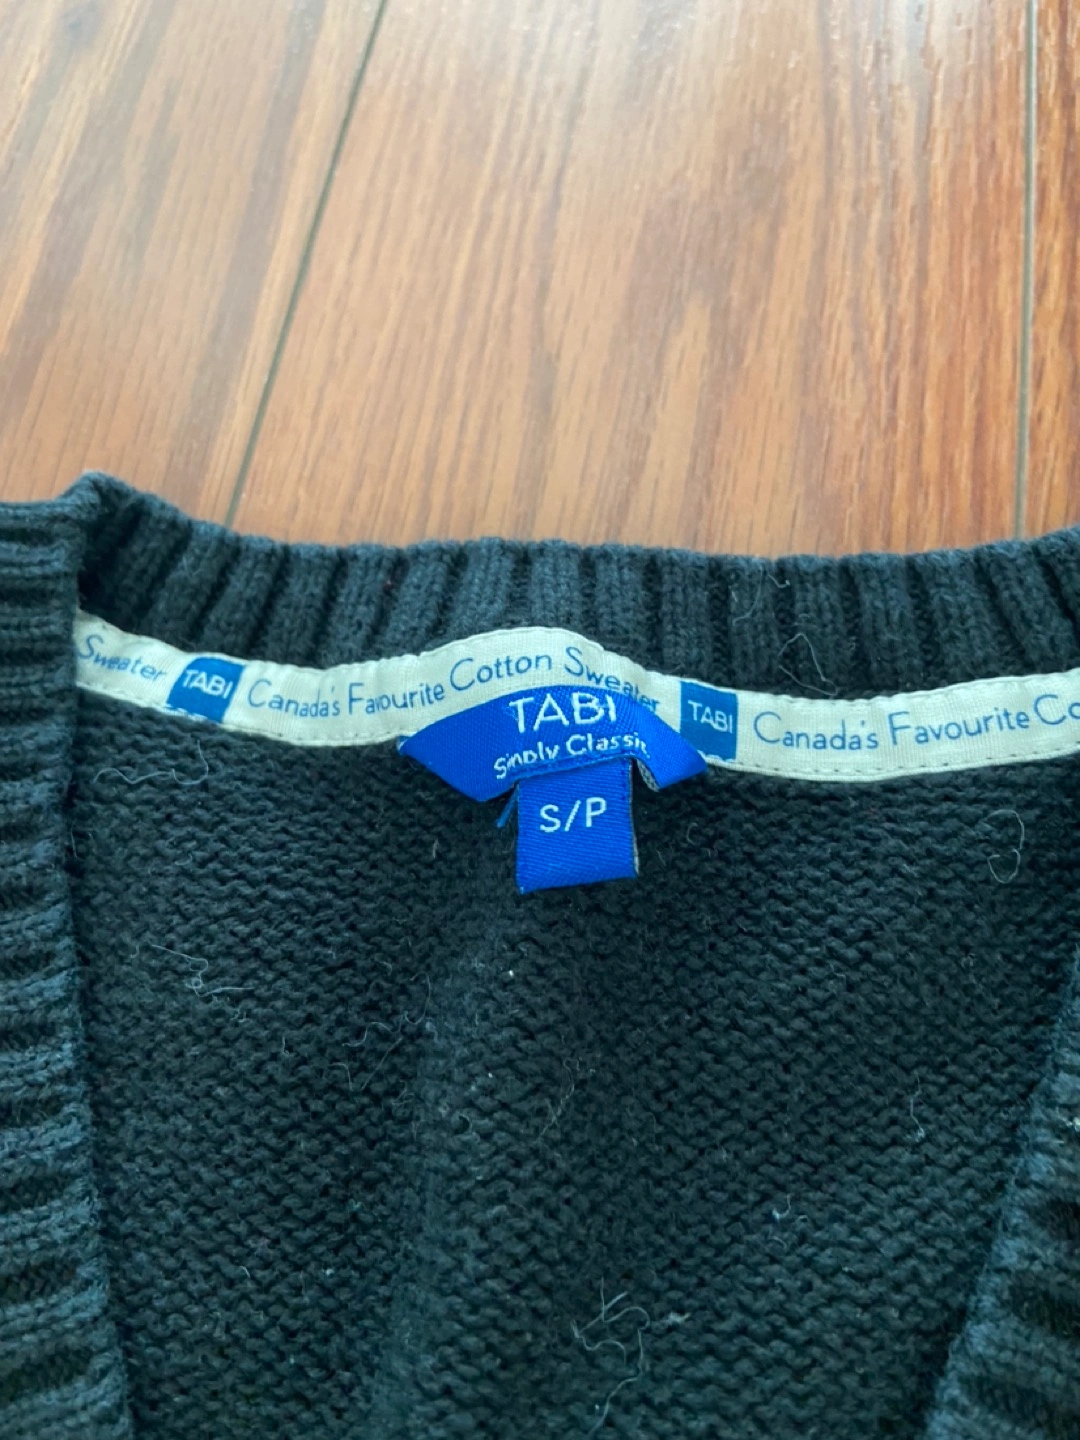 Sweater TABI Canada's Favourite Cotton Sweater TABI Canada's Favourite Co
TABI
Simply Classic
S/P